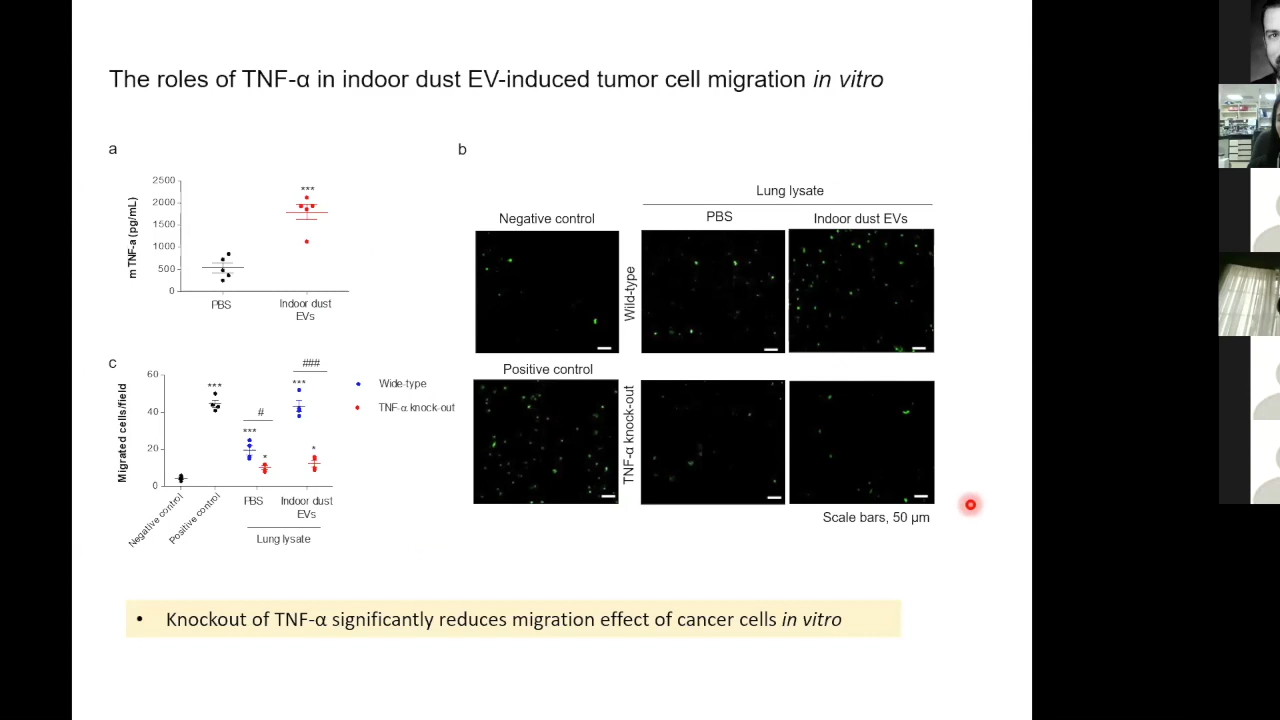 The roles of TNF-α in indoor dust EV-induced tumor cell migration in vitro
a
2500
2000
1500
1000
500
0
m TNF-a (pg/mL)
***
PBS
Indoor dust
EVs
b
Lung lysate
Negative control
PBS
Indoor dust EVs
Wild-type
Positive control
TNF-α knock-out
Scale bars, 50 µm
c
60
40
20
0
Migrated cells/field
***
***
#
*
***
###
*
Wide-type
TNF-α knock-out
Negative control
Positive control
PBS
Indoor dust
EVs
Lung lysate
• Knockout of TNF-α significantly reduces migration effect of cancer cells in vitro